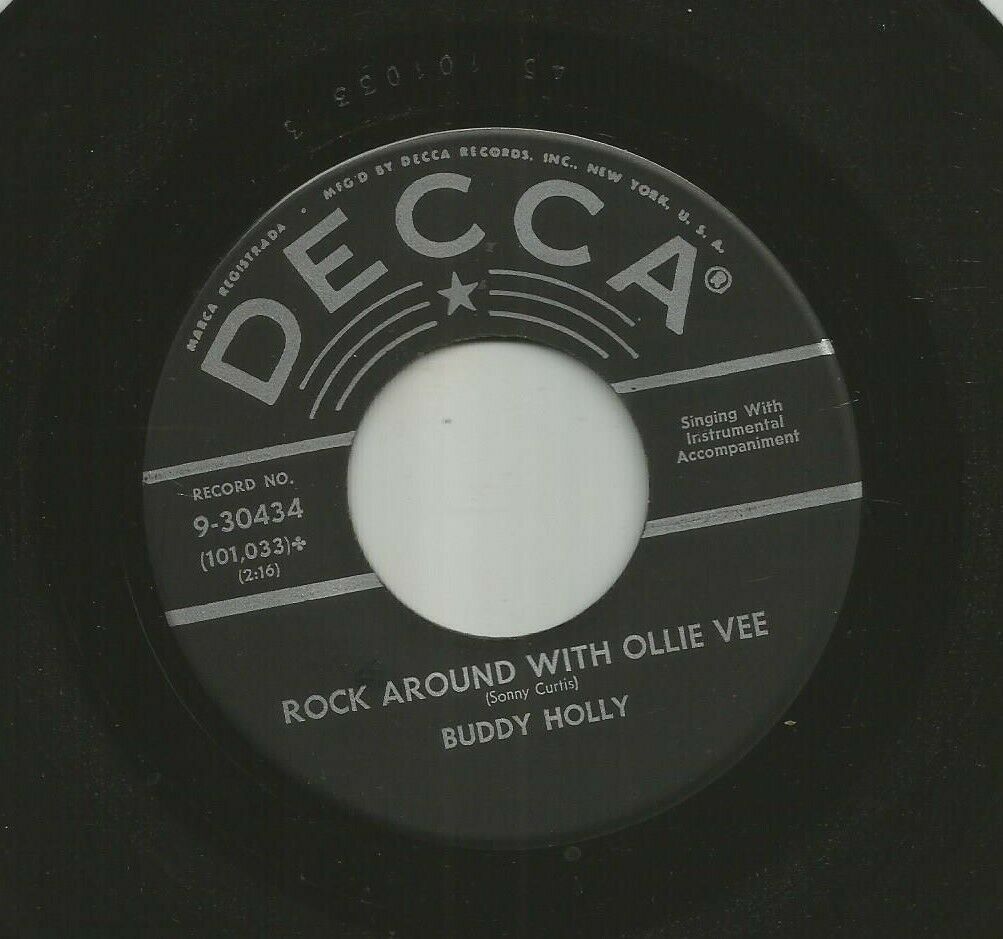 45 101033 3
MARCA REGISTRADA • MFG'D BY DECCA RECORDS, INC., NEW YORK, U. S. A.
DECCA®
Singing With
Instrumental
Accompaniment
RECORD NO.
9-30434
(101,033)✤
(2:16)
ROCK AROUND WITH OLLIE VEE
(Sonny Curtis)
BUDDY HOLLY